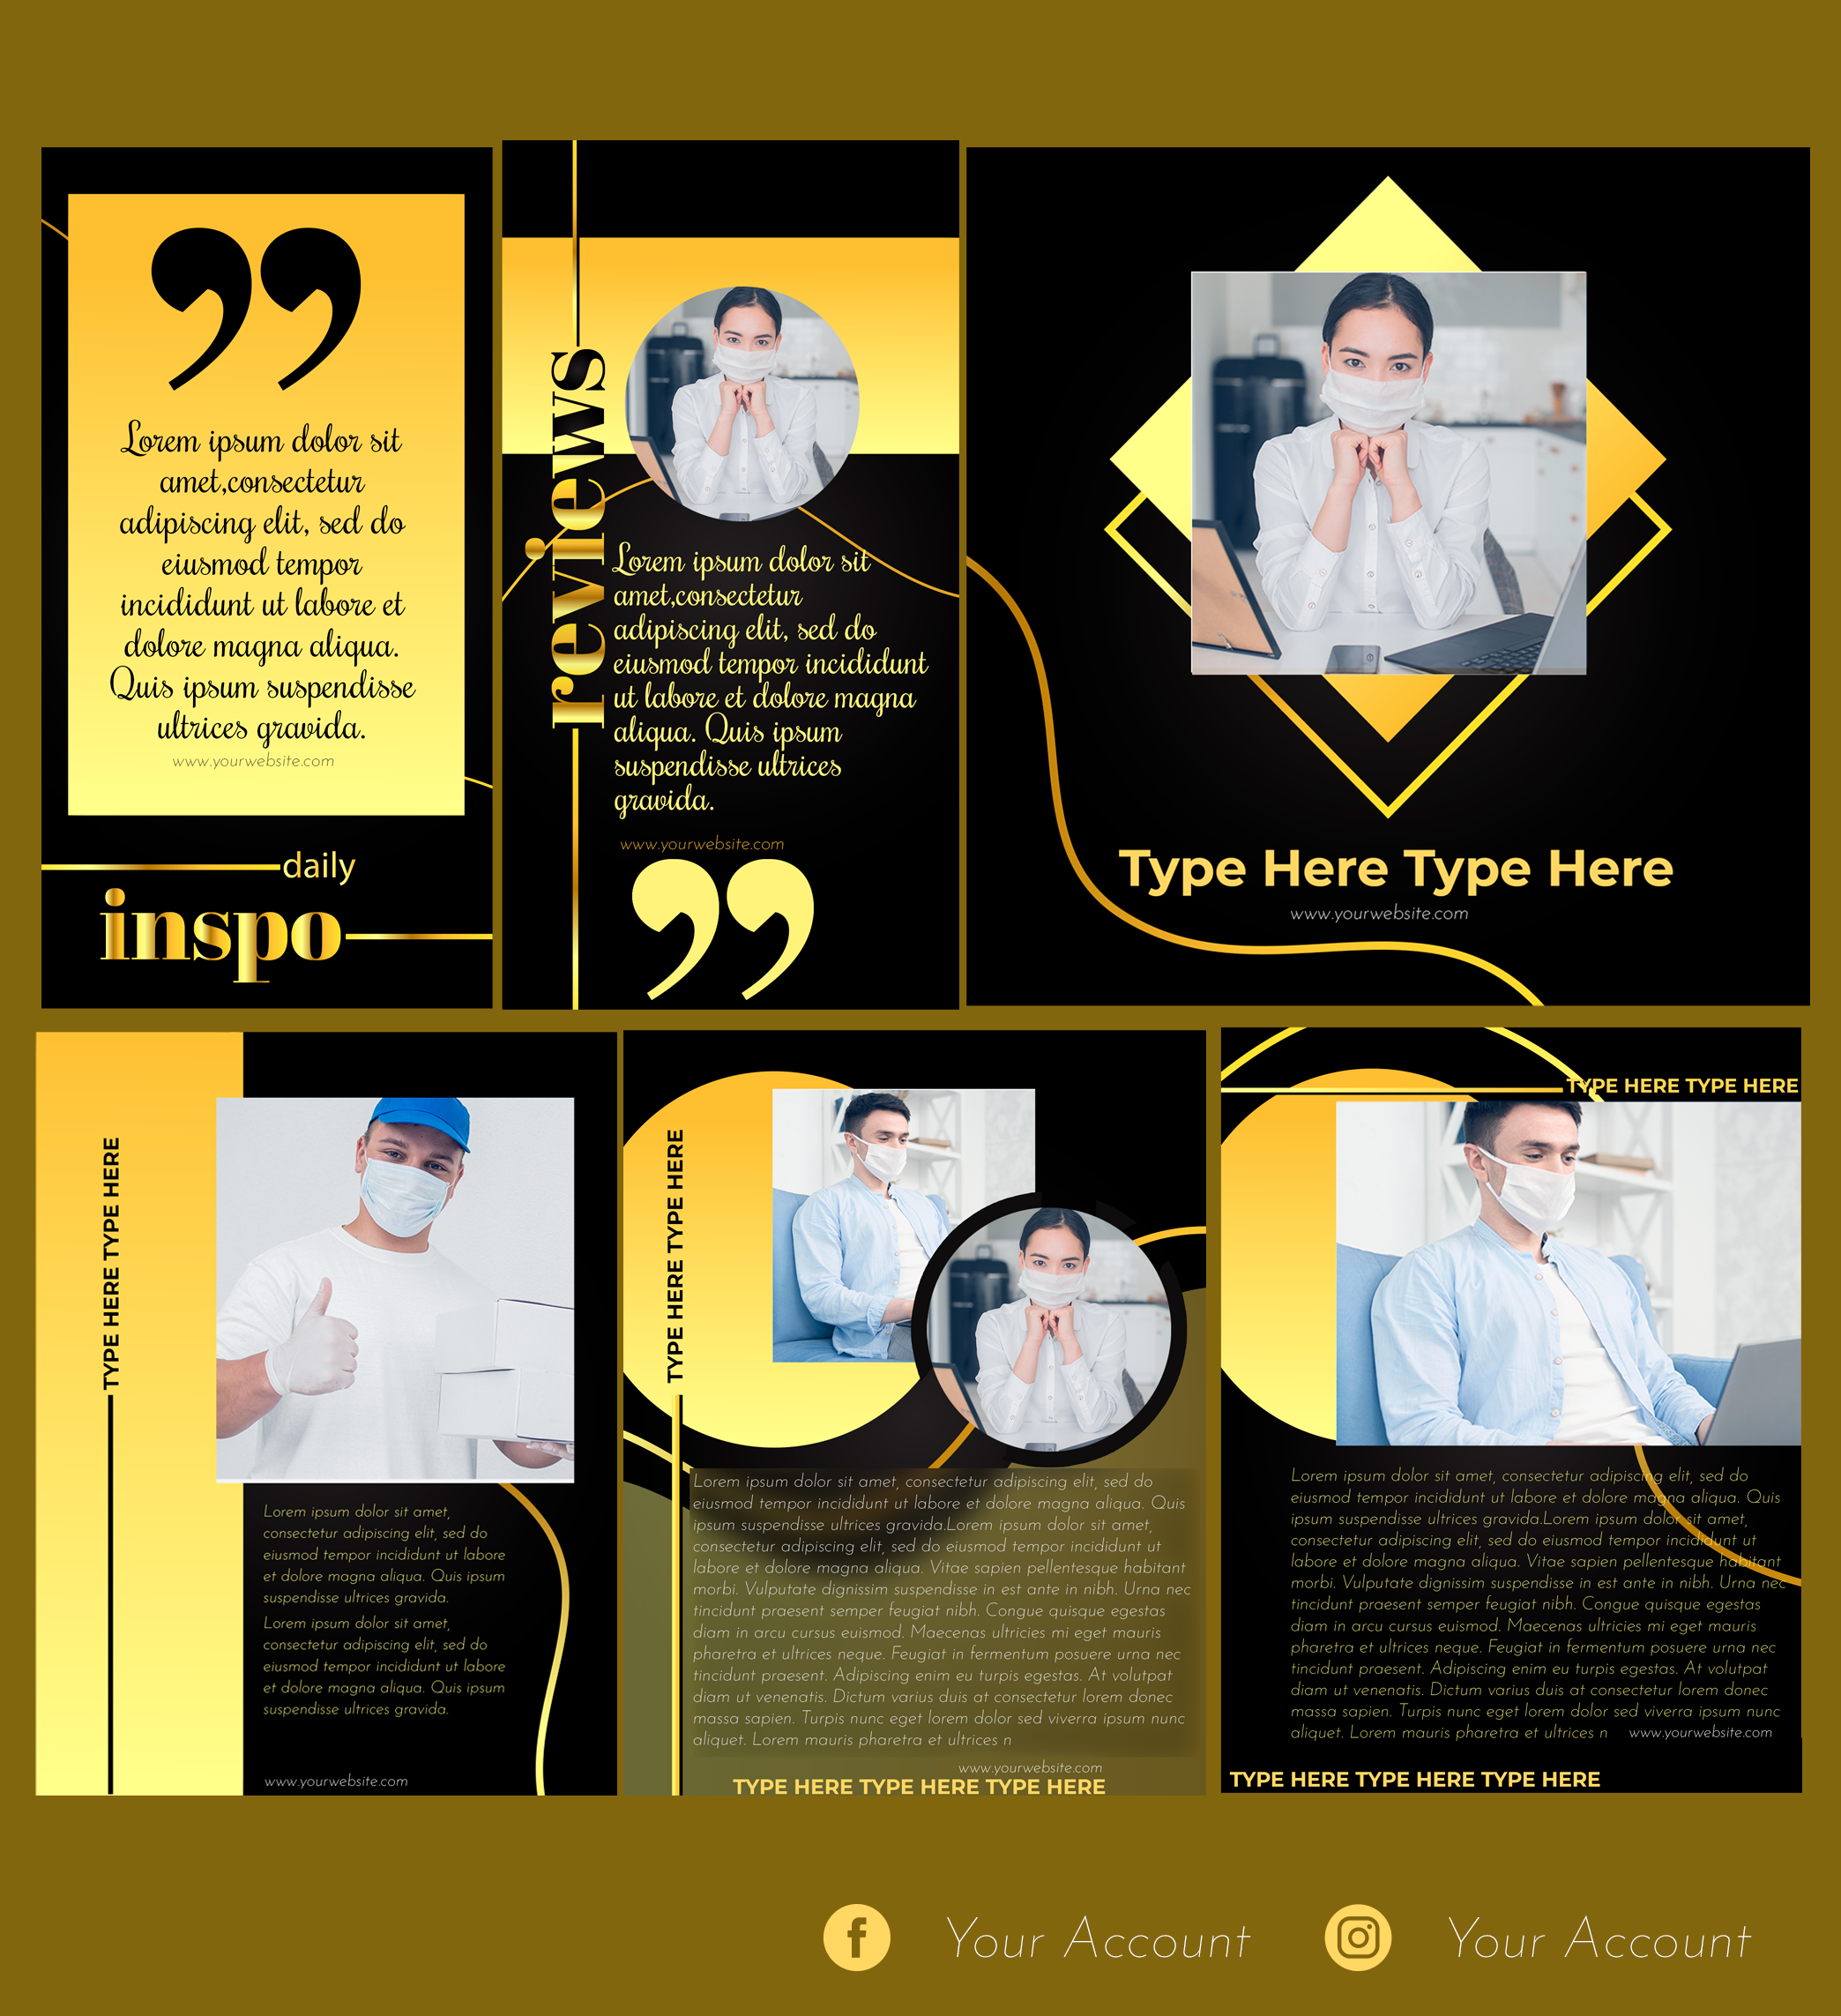 ”
Lorem ipsum dolor sit
amet,consectetur
adipiscing elit, sed do
eiusmod tempor
incididunt ut labore et
dolore magna aliqua.
Quis ipsum suspendisse
ultrices gravida.
www.yourwebsite.com
daily
inspo
reviews
Lorem ipsum dolor sit
amet,consectetur
adipiscing elit, sed do
eiusmod tempor incididunt
ut labore et dolore magna
aliqua. Quis ipsum
suspendisse ultrices
gravida.
www.yourwebsite.com
”
Type Here Type Here
www.yourwebsite.com
TYPE HERE TYPE HERE
Lorem ipsum dolor sit amet,
consectetur adipiscing elit, sed do
eiusmod tempor incididunt ut labore
et dolore magna aliqua. Quis ipsum
suspendisse ultrices gravida.
Lorem ipsum dolor sit amet,
consectetur adipiscing elit, sed do
eiusmod tempor incididunt ut labore
et dolore magna aliqua. Quis ipsum
suspendisse ultrices gravida.
www.yourwebsite.com
TYPE HERE TYPE HERE
Lorem ipsum dolor sit amet, consectetur adipiscing elit, sed do
eiusmod tempor incididunt ut labore et dolore magna aliqua. Quis
ipsum suspendisse ultrices gravida.Lorem ipsum dolor sit amet,
consectetur adipiscing elit, sed do eiusmod tempor incididunt ut
labore et dolore magna aliqua. Vitae sapien pellentesque habitant
morbi. Vulputate dignissim suspendisse in est ante in nibh. Urna nec
tincidunt praesent semper feugiat nibh. Congue quisque egestas
diam in arcu cursus euismod. Maecenas ultricies mi eget mauris
pharetra et ultrices neque. Feugiat in fermentum posuere urna nec
tincidunt praesent. Adipiscing enim eu turpis egestas. At volutpat
diam ut venenatis. Dictum varius duis at consectetur lorem donec
massa sapien. Turpis nunc eget lorem dolor sed viverra ipsum nunc
aliquet. Lorem mauris pharetra et ultrices n
www.yourwebsite.com
TYPE HERE TYPE HERE TYPE HERE
TYPE HERE TYPE HERE
Lorem ipsum dolor sit amet, consectetur adipiscing elit, sed do
eiusmod tempor incididunt ut labore et dolore magna aliqua. Quis
ipsum suspendisse ultrices gravida.Lorem ipsum dolor sit amet,
consectetur adipiscing elit, sed do eiusmod tempor incididunt ut
labore et dolore magna aliqua. Vitae sapien pellentesque habitant
morbi. Vulputate dignissim suspendisse in est ante in nibh. Urna nec
tincidunt praesent semper feugiat nibh. Congue quisque egestas
diam in arcu cursus euismod. Maecenas ultricies mi eget mauris
pharetra et ultrices neque. Feugiat in fermentum posuere urna nec
tincidunt praesent. Adipiscing enim eu turpis egestas. At volutpat
diam ut venenatis. Dictum varius duis at consectetur lorem donec
massa sapien. Turpis nunc eget lorem dolor sed viverra ipsum nunc
aliquet. Lorem mauris pharetra et ultrices n www.yourwebsite.com
TYPE HERE TYPE HERE TYPE HERE
Your Account Your Account